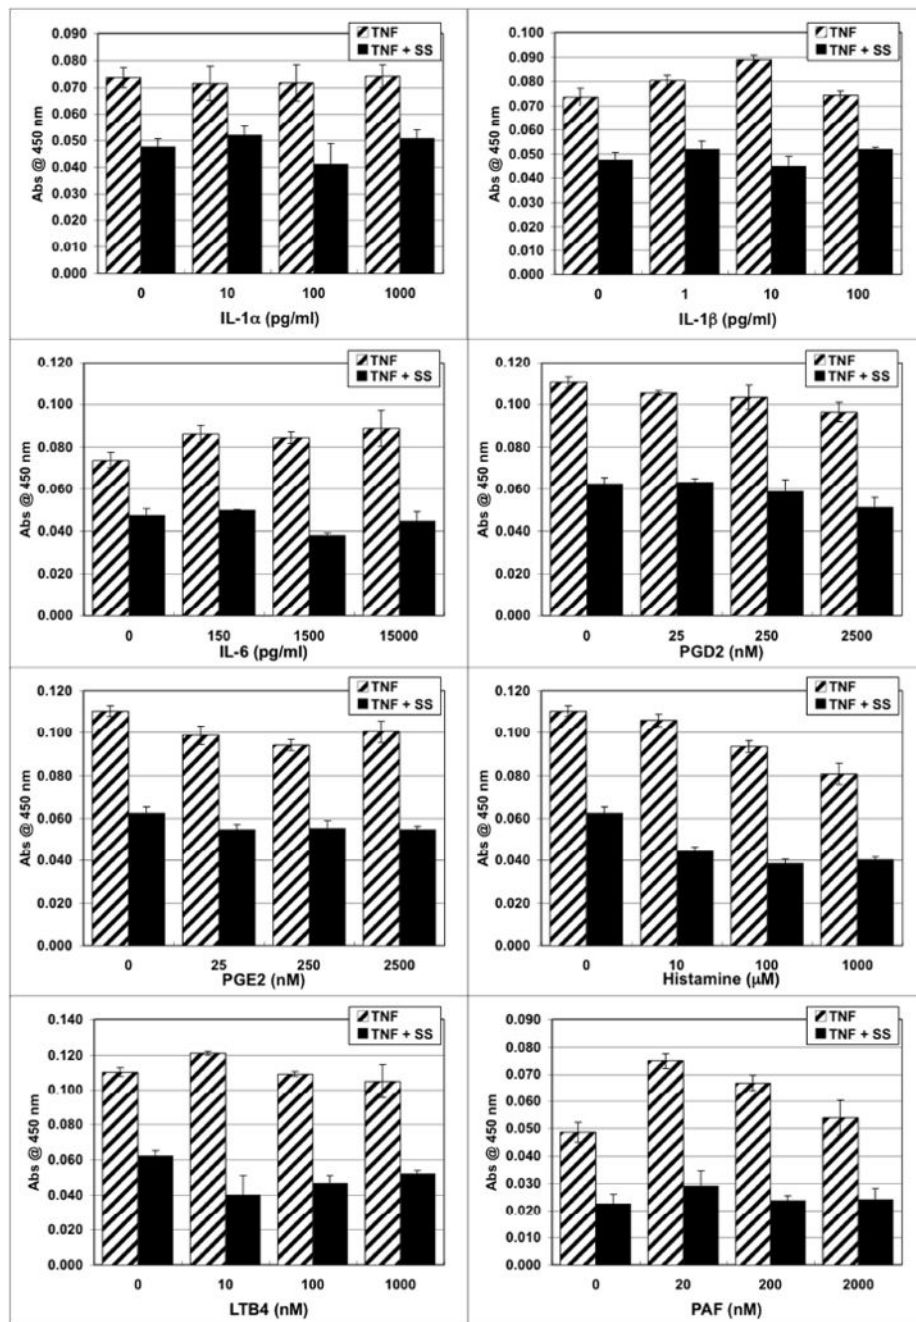 TNF
TNF + SS
Abs @ 450 nm
0.090
0.080
0.070
0.060
0.050
0.040
0.030
0.020
0.010
0.000
0 10 100 1000
IL-1α (pg/ml)
TNF
TNF + SS
Abs @ 450 nm
0.100
0.090
0.080
0.070
0.060
0.050
0.040
0.030
0.020
0.010
0.000
0 1 10 100
IL-1β (pg/ml)
TNF
TNF + SS
Abs @ 450 nm
0.120
0.100
0.080
0.060
0.040
0.020
0.000
0 150 1500 15000
IL-6 (pg/ml)
TNF
TNF + SS
Abs @ 450 nm
0.120
0.100
0.080
0.060
0.040
0.020
0.000
0 25 250 2500
PGD2 (nM)
TNF
TNF + SS
Abs @ 450 nm
0.120
0.100
0.080
0.060
0.040
0.020
0.000
0 25 250 2500
PGE2 (nM)
TNF
TNF + SS
Abs @ 450 nm
0.120
0.100
0.080
0.060
0.040
0.020
0.000
0 10 100 1000
Histamine (μM)
TNF
TNF + SS
Abs @ 450 nm
0.140
0.120
0.100
0.080
0.060
0.040
0.020
0.000
0 10 100 1000
LTB4 (nM)
TNF
TNF + SS
Abs @ 450 nm
0.090
0.080
0.070
0.060
0.050
0.040
0.030
0.020
0.010
0.000
0 20 200 2000
PAF (nM)